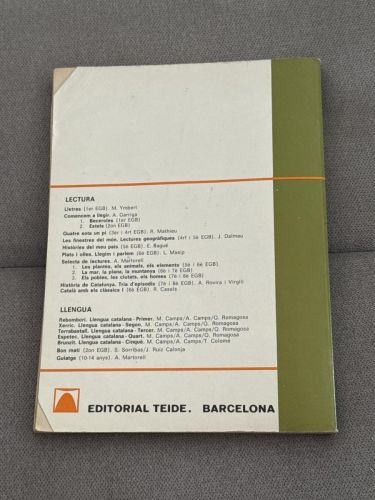 LECTURA
Lletres (1er EGB). M. Ymbert
Comencem a llegir. A. Garriga
1. Beceroles (1er EGB)
2. Estels (2on EGB)
Quatre sota un pi (3er i 4rt EGB). R. Mathieu
Les finestres del món. Lectures geogràfiques (4rt i 5è EGB). J. Dalmau
Històries del meu país (5è EGB). E. Bagué
Plats i olles. Llegim i parlem (6è EGB). L. Masip
Selecta de lectures. A. Martorell
1. Les plantes, els animals, els elements (5è i 6è EGB)
2. La mar, la plana, la muntanya (6è i 7è EGB)
3. Els pobles, les ciutats, els homes (7è i 8è EGB)
Història de Catalunya. Tria d'episodis (7è i 8è EGB). A. Rovira i Virgili
Català amb els clàssics I (8è EGB). R. Casals
LLENGUA
Rebombori. Llengua catalana - Primer. M. Camps/A. Camps/Q. Romagosa
Xerric. Llengua catalana - Segon. M. Camps/A. Camps/Q. Romagosa
Terrabastall. Llengua catalana - Tercer. M. Camps/A. Camps/Q. Romagosa
Espetec. Llengua catalana - Quart. M. Camps/A. Camps/Q. Romagosa
Brunzit. Llengua catalana - Cinquè. M. Camps/A. Camps/T. Colomé
Bon matí (2on EGB). S. Sorribas/J. Ruiz Calonja
Guiatge (10-14 anys). A. Martorell
EDITORIAL TEIDE. BARCELONA